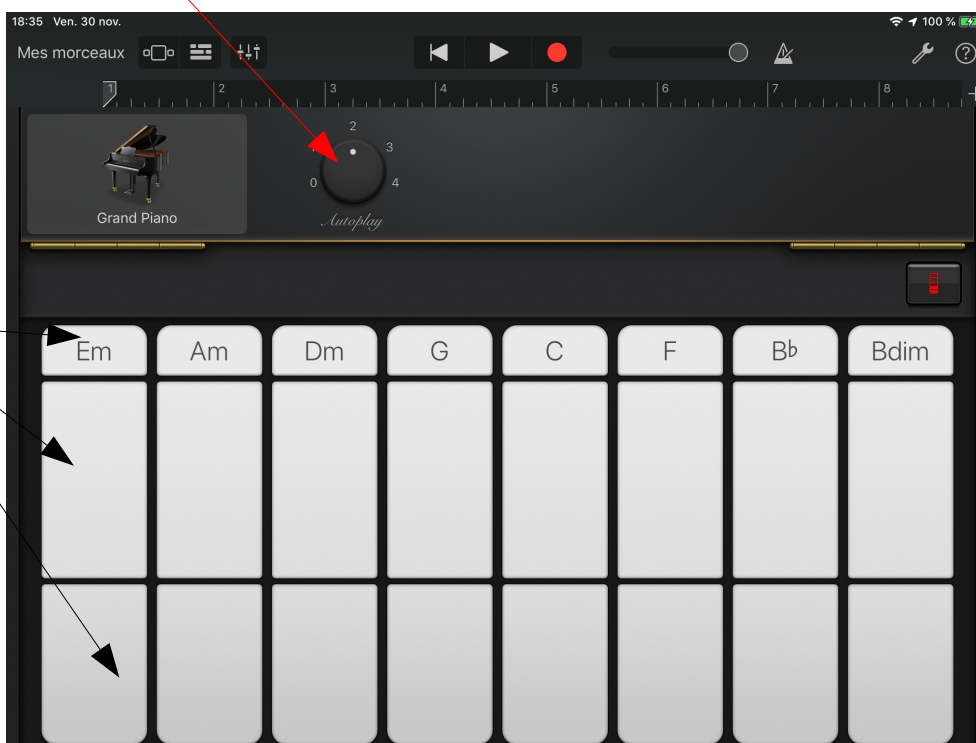 18:35 Ven. 30 nov. 100 %
Mes morceaux ?
1 2 3 4 5 6 7 8 +
2
1 3
0 4
Grand Piano Autoplay
Em Am Dm G C F B♭ Bdim